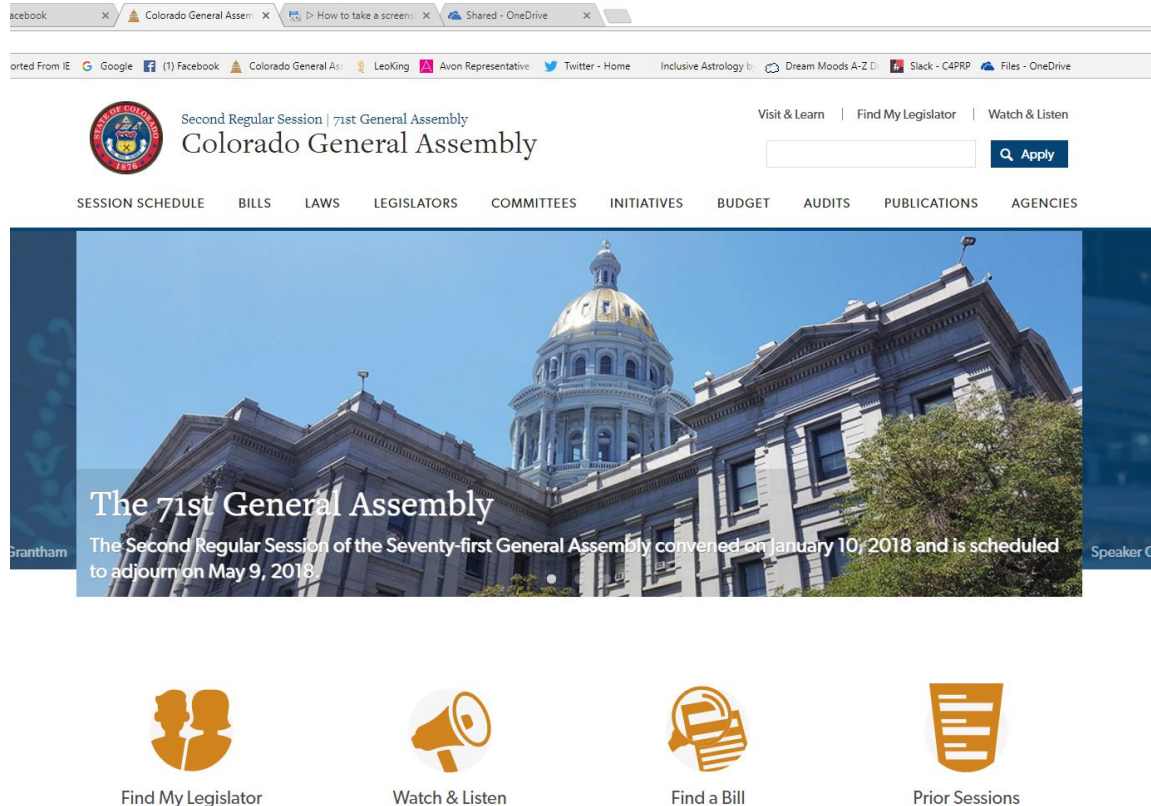 acebook
Colorado General Assem
▷ How to take a screens
Shared - OneDrive
orted From IE
Google
(1) Facebook
Colorado General Ass
LeoKing
Avon Representative
Twitter - Home
Inclusive Astrology b
Dream Moods A-Z D
Slack - C4PRP
Files - OneDrive
STATE OF COLORADO
1876
Second Regular Session | 71st General Assembly
Colorado General Assembly
Visit & Learn | Find My Legislator | Watch & Listen
Apply
SESSION SCHEDULE BILLS LAWS LEGISLATORS COMMITTEES INITIATIVES BUDGET AUDITS PUBLICATIONS AGENCIES
The 71st General Assembly
The Second Regular Session of the Seventy-first General Assembly convened on January 10, 2018 and is scheduled
to adjourn on May 9, 2018.
Grantham
Speaker
Find My Legislator
Watch & Listen
Find a Bill
Prior Sessions